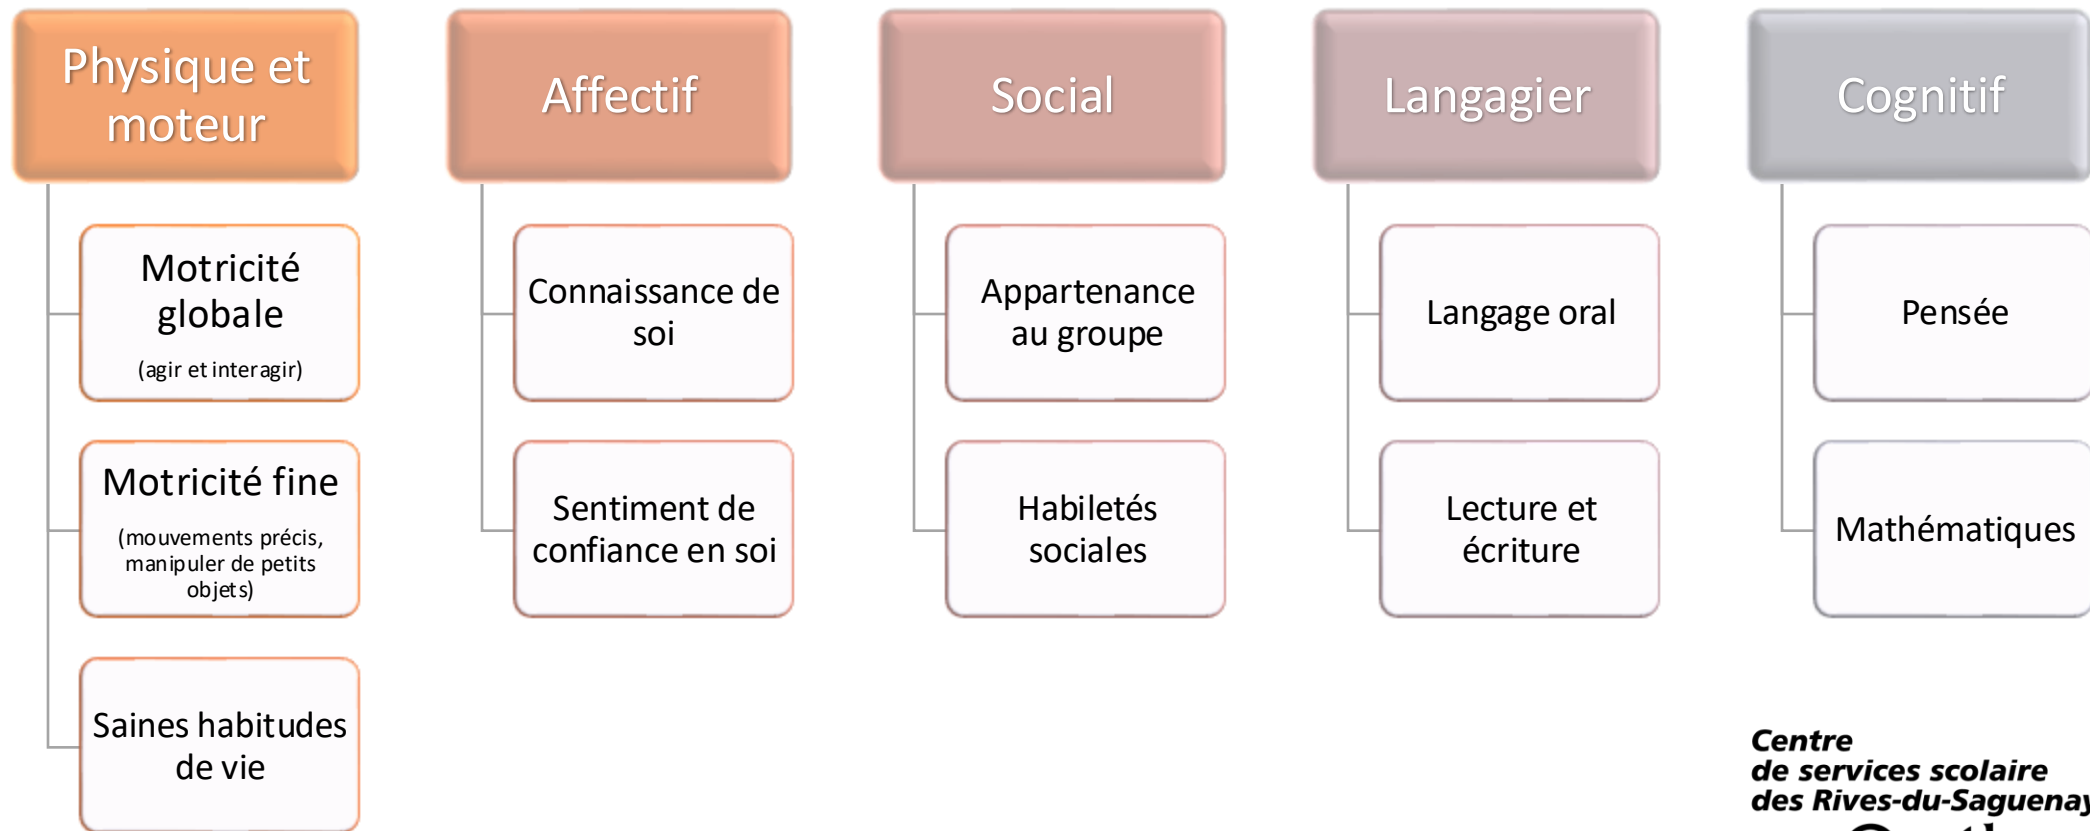 Physique et
moteur
Motricité
globale
(agir et interagir)
Motricité fine
(mouvements précis,
manipuler de petits
objets)
Saines habitudes
de vie
Affectif
Connaissance de
soi
Sentiment de
confiance en soi
Social
Appartenance
au groupe
Habiletés
sociales
Langagier
Langage oral
Lecture et
écriture
Cognitif
Pensée
Mathématiques
Centre
de services scolaire
des Rives-du-Saguenay